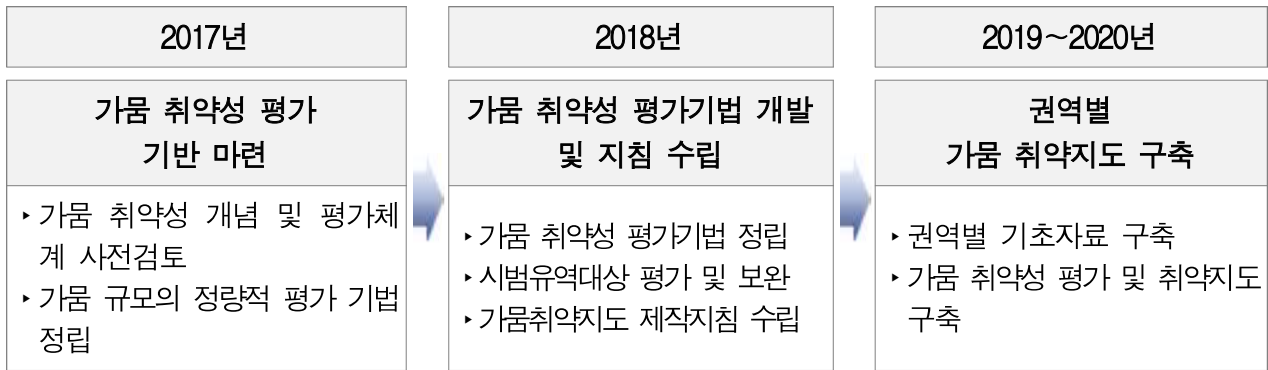 2017년
가뭄 취약성 평가
기반 마련
‣ 가뭄 취약성 개념 및 평가체
계 사전검토
‣ 가뭄 규모의 정량적 평가 기법
정립
2018년
가뭄 취약성 평가기법 개발
및 지침 수립
‣ 가뭄 취약성 평가기법 정립
‣ 시범유역대상 평가 및 보완
‣ 가뭄취약지도 제작지침 수립
2019~2020년
권역별
가뭄 취약지도 구축
‣ 권역별 기초자료 구축
‣ 가뭄 취약성 평가 및 취약지도
구축